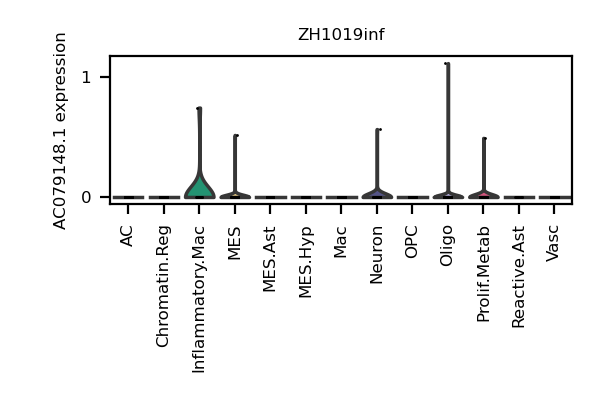 ZH1019inf
AC079148.1 expression
1
0
AC
Chromatin.Reg
Inflammatory.Mac
MES
MES.Ast
MES.Hyp
Mac
Neuron
OPC
Oligo
Prolif.Metab
Reactive.Ast
Vasc